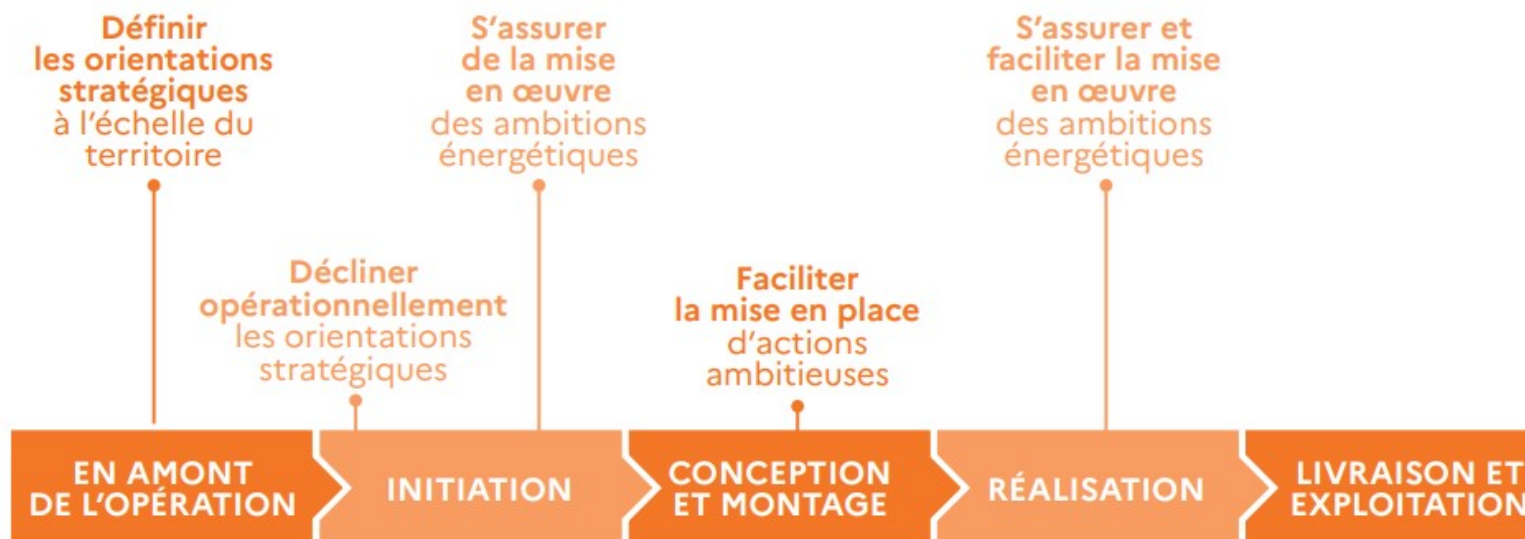 Définir
les orientations
stratégiques
à l'échelle du
territoire
S'assurer
de la mise
en œuvre
des ambitions
énergétiques
S'assurer et
faciliter la mise
en œuvre
des ambitions
énergétiques
Décliner
opérationnellement
les orientations
stratégiques
Faciliter
la mise en place
d'actions
ambitieuses
EN AMONT
DE L'OPÉRATION
INITIATION
CONCEPTION
ET MONTAGE
RÉALISATION
LIVRAISON ET
EXPLOITATION